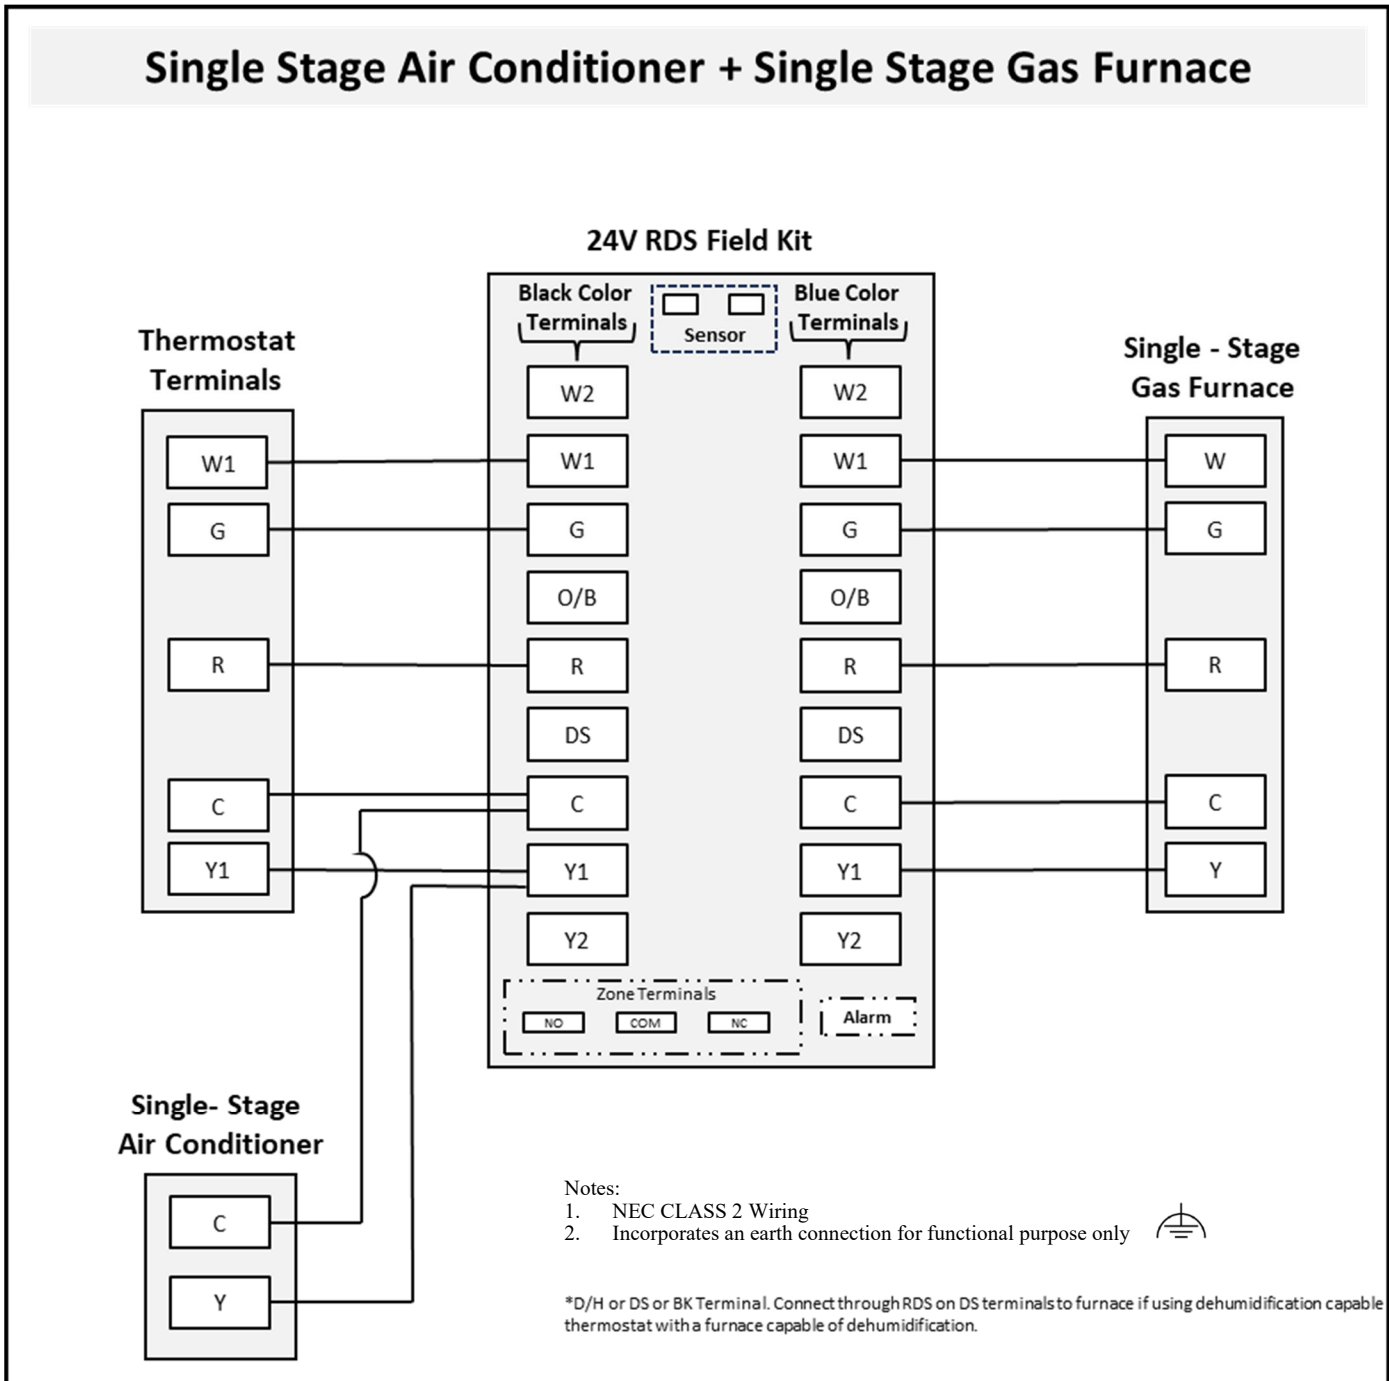 Single Stage Air Conditioner + Single Stage Gas Furnace
24V RDS Field Kit
Thermostat
Terminals
W1
G
R
C
Y1
Black Color
Terminals
W2
W1
G
O/B
R
DS
C
Y1
Y2
Sensor
Blue Color
Terminals
W2
W1
G
O/B
R
DS
C
Y1
Y2
Zone Terminals
NO
COM
NC
Alarm
Single - Stage
Gas Furnace
W
G
R
C
Y
Single- Stage
Air Conditioner
C
Y
Notes:
1. NEC CLASS 2 Wiring
2. Incorporates an earth connection for functional purpose only
*D/H or DS or BK Terminal. Connect through RDS on DS terminals to furnace if using dehumidification capable
thermostat with a furnace capable of dehumidification.